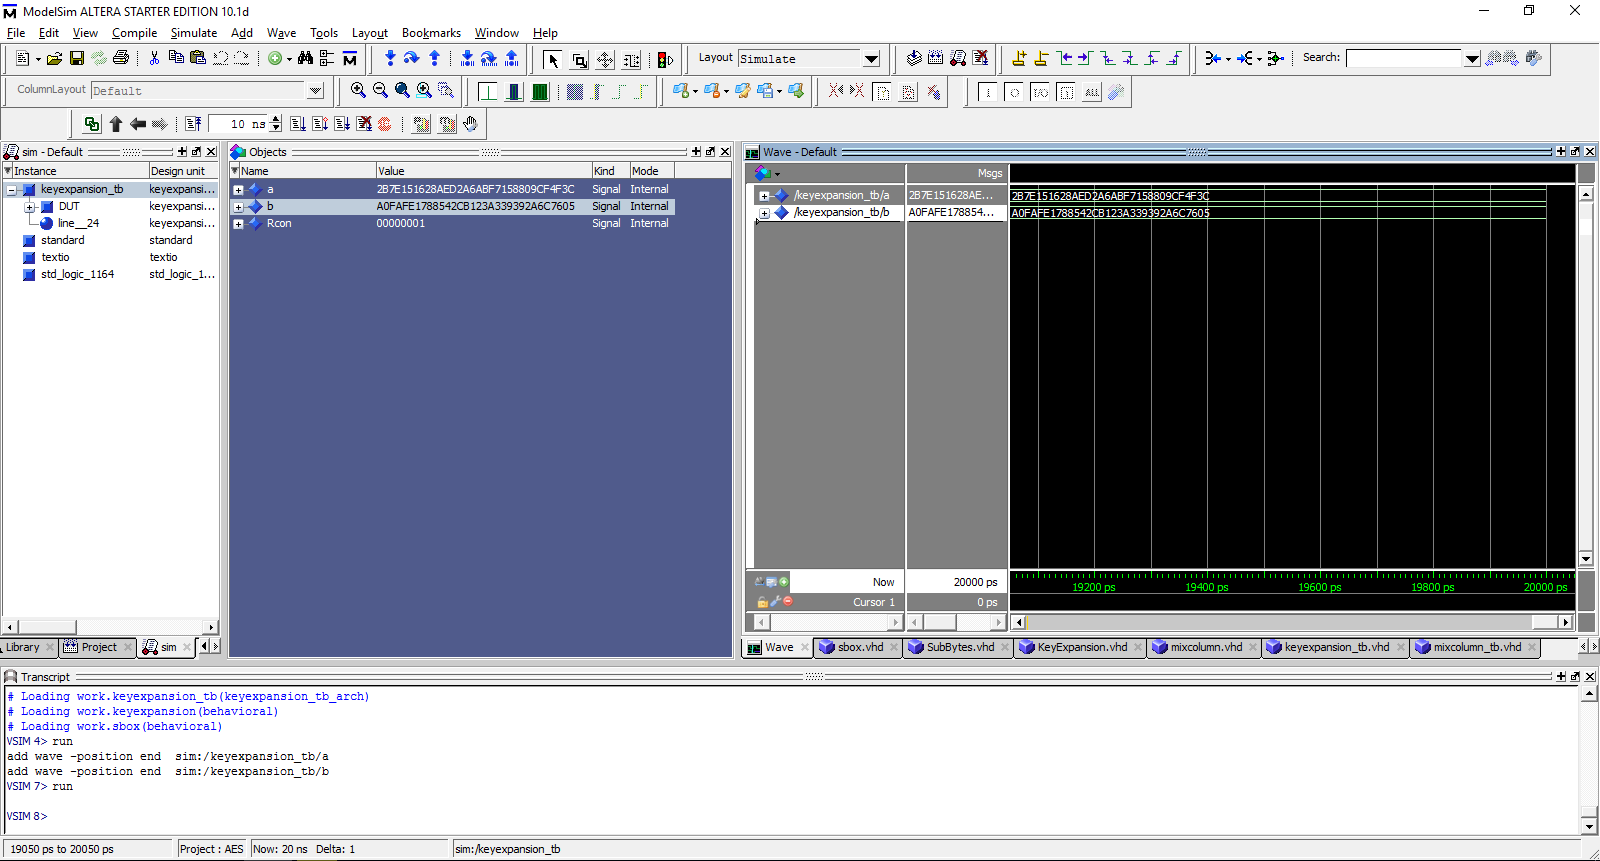 ModelSim ALTERA STARTER EDITION 10.1d
File Edit View Compile Simulate Add Wave Tools Layout Bookmarks Window Help
Layout Simulate
Search:
ColumnLayout Default
10 ns
sim - Default
Instance Design unit
keyexpansion_tb keyexpansi...
DUT keyexpansi...
line__24 keyexpansi...
standard standard
textio textio
std_logic_1164 std_logic_1...
Library Project sim
Objects
Name Value Kind Mode
a 2B7E151628AED2A6ABF7158809CF4F3C Signal Internal
b A0FAFE1788542CB123A339392A6C7605 Signal Internal
Rcon 00000001 Signal Internal
Wave - Default
Msgs
/keyexpansion_tb/a 2B7E151628AE... 2B7E151628AED2A6ABF7158809CF4F3C
/keyexpansion_tb/b A0FAFE178854... A0FAFE1788542CB123A339392A6C7605
Now 20000 ps
19200 ps 19400 ps 19600 ps 19800 ps 20000 ps
Cursor 1 0 ps
Wave sbox.vhd SubBytes.vhd KeyExpansion.vhd mixcolumn.vhd keyexpansion_tb.vhd mixcolumn_tb.vhd
Transcript
# Loading work.keyexpansion_tb(keyexpansion_tb_arch)
# Loading work.keyexpansion(behavioral)
# Loading work.sbox(behavioral)
VSIM 4> run
add wave -position end  sim:/keyexpansion_tb/a
add wave -position end  sim:/keyexpansion_tb/b
VSIM 7> run
VSIM 8>
19050 ps to 20050 ps Project : AES Now: 20 ns Delta: 1 sim:/keyexpansion_tb